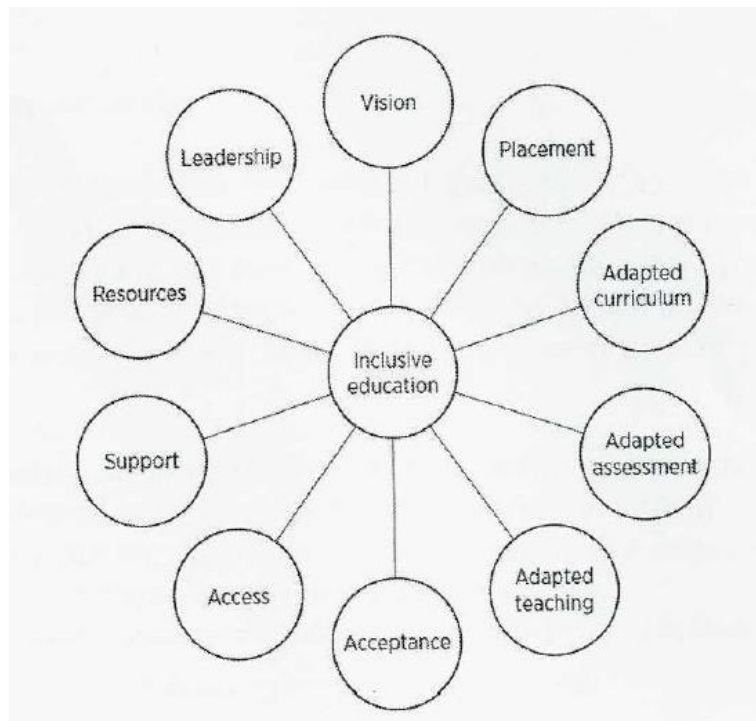 Vision
Placement
Adapted
curriculum
Adapted
assessment
Adapted
teaching
Acceptance
Access
Support
Resources
Leadership
Inclusive
education